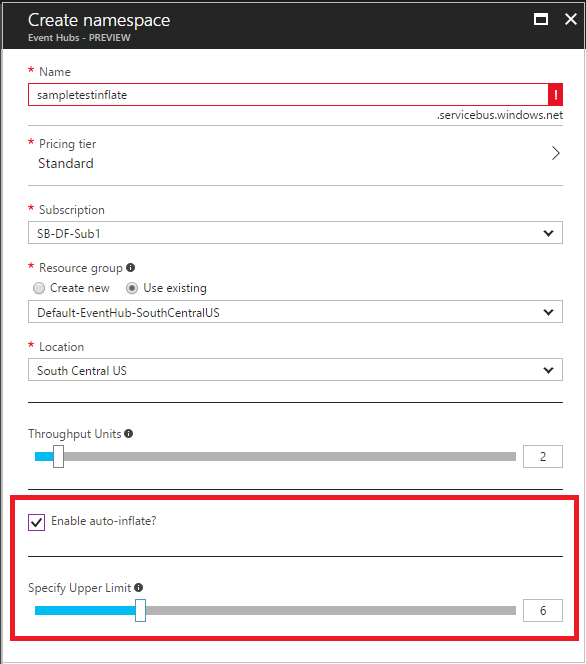 Create namespace
Event Hubs - PREVIEW
* Name
sampletestinflate !
.servicebus.windows.net
* Pricing tier
Standard
* Subscription
SB-DF-Sub1
* Resource group
Create new Use existing
Default-EventHub-SouthCentralUS
* Location
South Central US
Throughput Units
2
Enable auto-inflate?
Specify Upper Limit
6